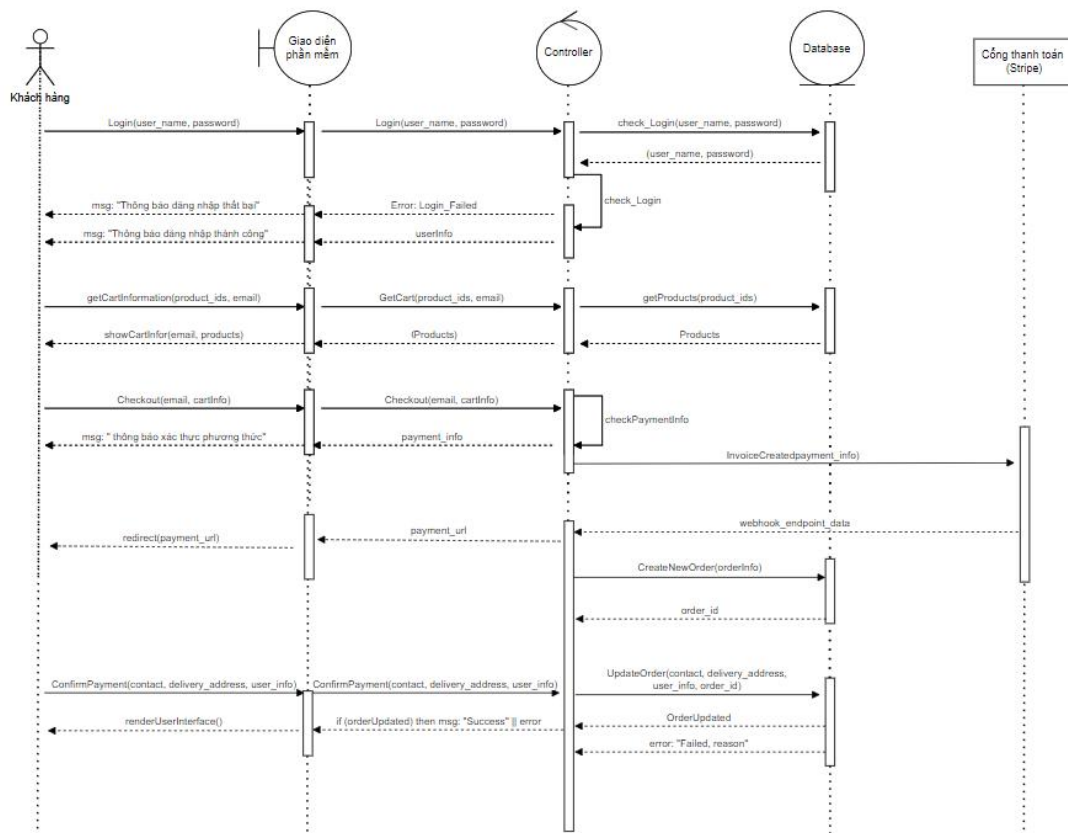 Giao diện
phần mềm
Controller
Database
Cổng thanh toán
(Stripe)
Khách hàng
Login(user_name, password)
Login(user_name, password)
check_Login(user_name, password)
(user_name, password)
check_Login
msg: "Thông báo đăng nhập thất bại"
Error: Login_Failed
msg: "Thông báo đăng nhập thành công"
userInfo
getCartInformation(product_ids, email)
GetCart(product_ids, email)
getProducts(product_ids)
showCartInfor(email, products)
(Products)
Products
Checkout(email, cartInfo)
Checkout(email, cartInfo)
checkPaymentInfo
msg: " thông báo xác thực phương thức"
payment_info
InvoiceCreatedpayment_info)
webhook_endpoint_data
payment_url
redirect(payment_url)
CreateNewOrder(orderInfo)
order_id
ConfirmPayment(contact, delivery_address, user_info)
ConfirmPayment(contact, delivery_address, user_info)
UpdateOrder(contact, delivery_address,
user_info, order_id)
renderUserInterface()
if (orderUpdated) then msg: "Success" || error
OrderUpdated
error: "Failed, reason"